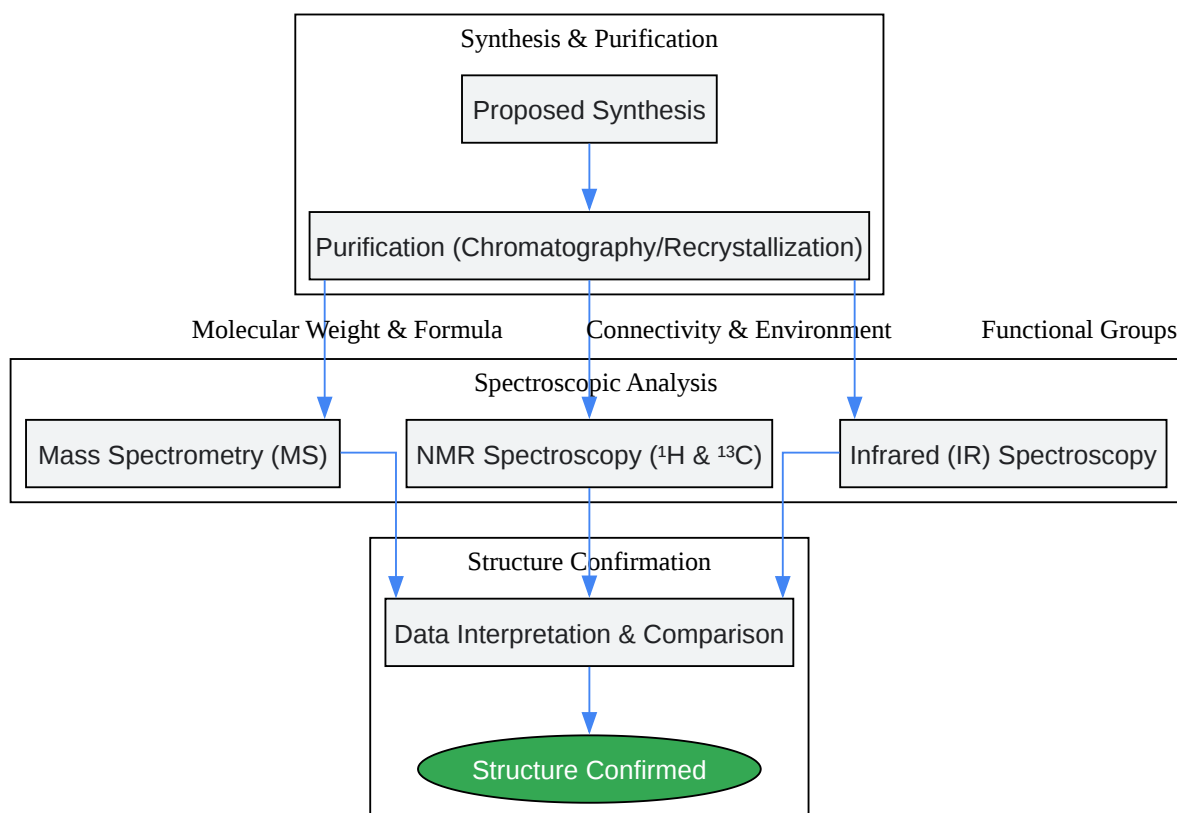 Synthesis & Purification
Proposed Synthesis
Purification (Chromatography/Recrystallization)
Molecular Weight & Formula
Connectivity & Environment
Functional Groups
Spectroscopic Analysis
Mass Spectrometry (MS)
NMR Spectroscopy (¹H & ¹³C)
Infrared (IR) Spectroscopy
Structure Confirmation
Data Interpretation & Comparison
Structure Confirmed